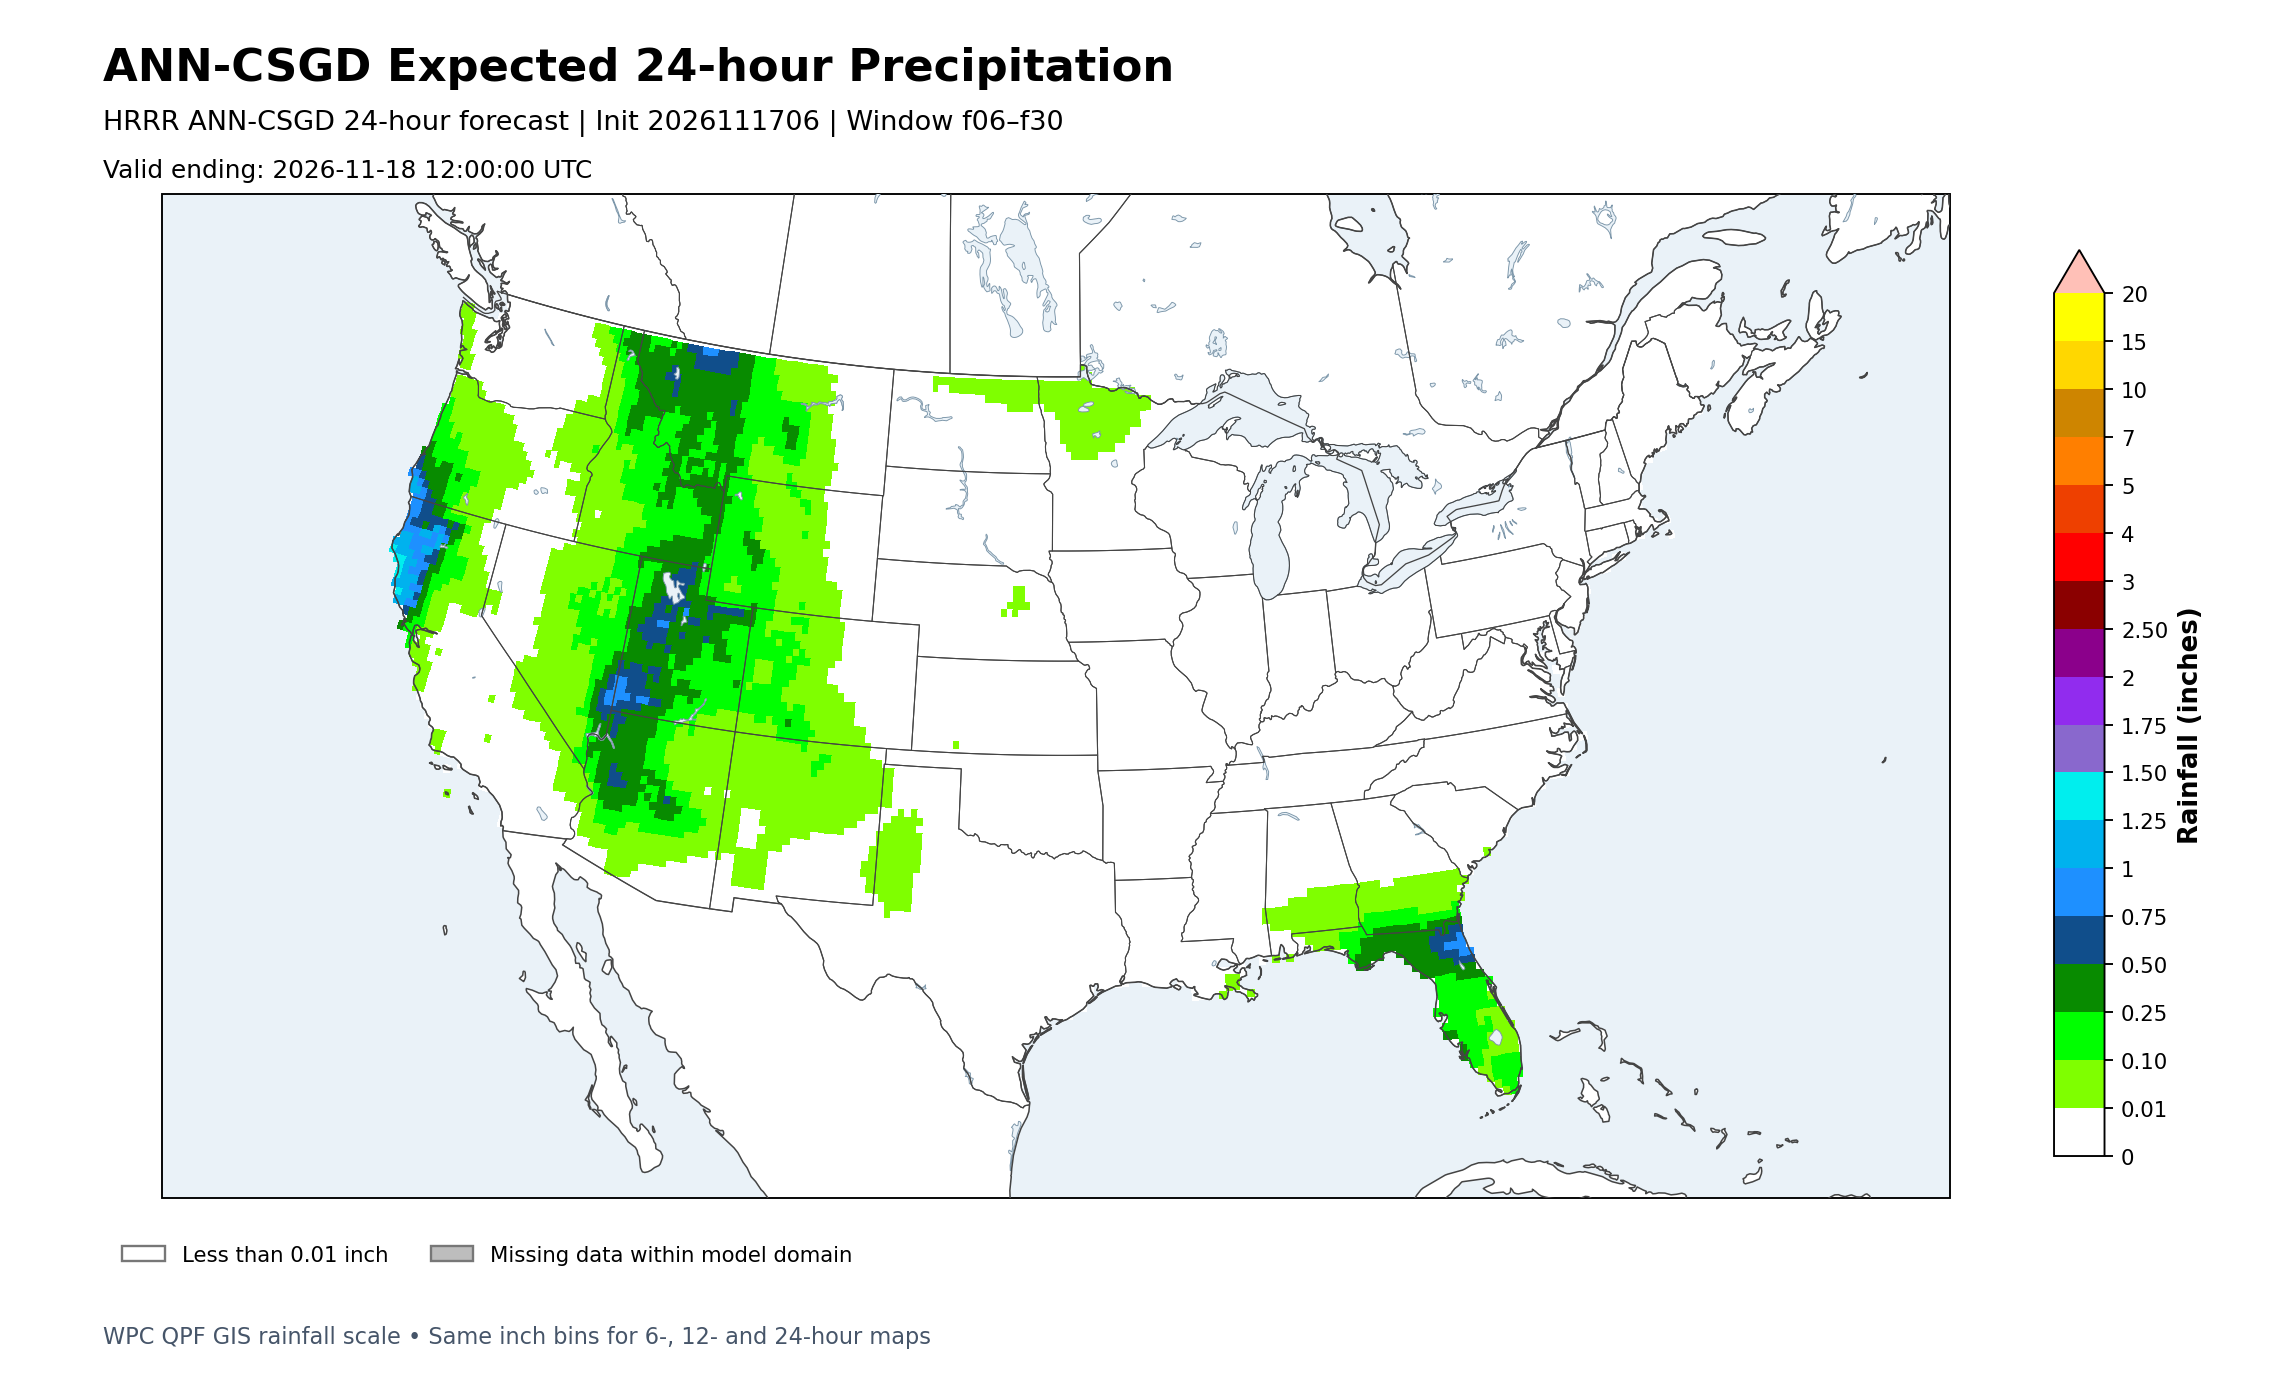 ANN-CSGD Expected 24-hour Precipitation
HRRR ANN-CSGD 24-hour forecast | Init 2026111706 | Window f06–f30
Valid ending: 2026-11-18 12:00:00 UTC
20
15
10
7
5
4
3
2.50
2
1.75
1.50
1.25
1
0.75
0.50
0.25
0.10
0.01
0
Rainfall (inches)
Less than 0.01 inch
Missing data within model domain
WPC QPF GIS rainfall scale • Same inch bins for 6-, 12- and 24-hour maps